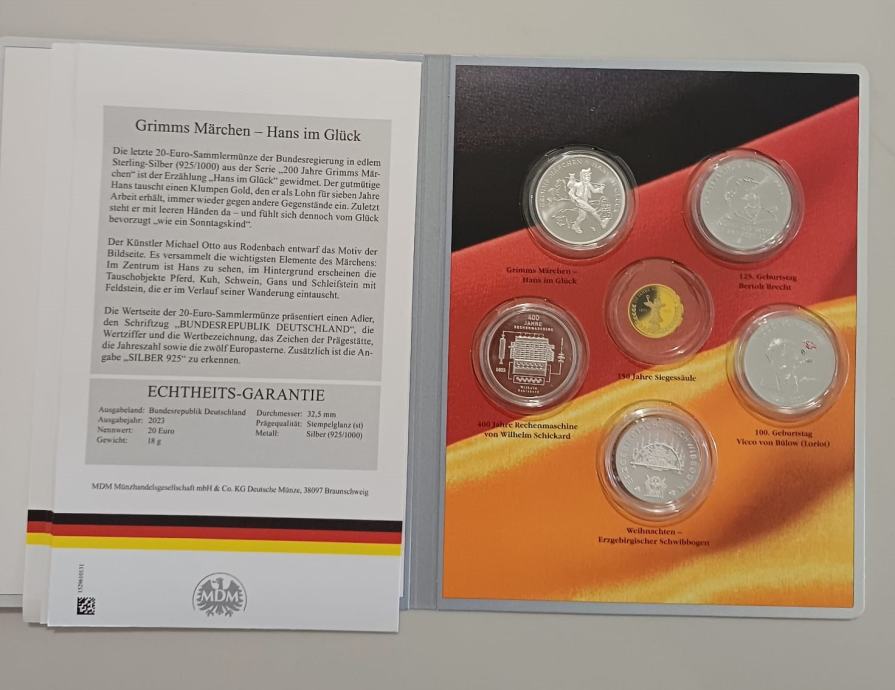 Grimms Märchen – Hans im Glück
Die letzte 20-Euro-Sammlermünze der Bundesregierung in edlem
Sterling-Silber (925/1000) aus der Serie „200 Jahre Grimms Mär-
chen“ ist der Erzählung „Hans im Glück“ gewidmet. Der gutmütige
Hans tauscht einen Klumpen Gold, den er als Lohn für sieben Jahre
Arbeit erhält, immer wieder gegen andere Gegenstände ein. Zuletzt
steht er mit leeren Händen da – und fühlt sich dennoch vom Glück
bevorzugt „wie ein Sonntagskind“.
Der Künstler Michael Otto aus Rodenbach entwarf das Motiv der
Bildseite. Es versammelt die wichtigsten Elemente des Märchens:
Im Zentrum ist Hans zu sehen, im Hintergrund erscheinen die
Tauschobjekte Pferd, Kuh, Schwein, Gans und Schleifstein mit
Feldstein, die er im Verlauf seiner Wanderung eintauscht.
Die Wertseite der 20-Euro-Sammlermünze präsentiert einen Adler,
den Schriftzug „BUNDESREPUBLIK DEUTSCHLAND“, die
Wertziffer und die Wertbezeichnung, das Zeichen der Prägestätte,
die Jahreszahl sowie die zwölf Europasterne. Zusätzlich ist die An-
gabe „SILBER 925“ zu erkennen.
ECHTHEITS-GARANTIE
Ausgabeland: Bundesrepublik Deutschland
Ausgabejahr: 2023
Nennwert: 20 Euro
Gewicht: 18 g
Durchmesser: 32,5 mm
Prägequalität: Stempelglanz (st)
Metall: Silber (925/1000)
MDM Münzhandelsgesellschaft mbH & Co. KG Deutsche Münze, 38097 Braunschweig
MDM
Grimms Märchen –
Hans im Glück
125. Geburtstag
Bertolt Brecht
150 Jahre Siegessäule
400
JAHRE
RECHENMASCHINE
1623
Wilhelm
Schickard
400 Jahre Rechenmaschine
von Wilhelm Schickard
100. Geburtstag
Vicco von Bülow (Loriot)
Weihnachten –
Erzgebirgischer Schwibbogen